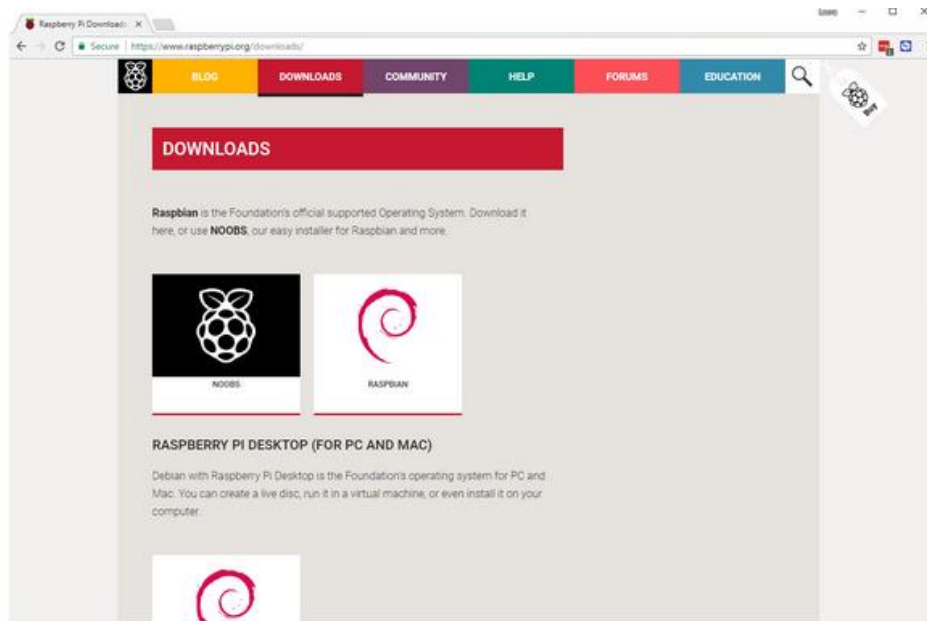 Raspberry Pi Downloads
Secure https://www.raspberrypi.org/downloads/
BLOG DOWNLOADS COMMUNITY HELP FORUMS EDUCATION
DOWNLOADS
Raspbian is the Foundation's official supported Operating System. Download it
here, or use NOOBS, our easy installer for Raspbian and more.
NOOBS RASPBIAN
RASPBERRY PI DESKTOP (FOR PC AND MAC)
Debian with Raspberry Pi Desktop is the Foundation's operating system for PC and
Mac. You can create a live disc, run it in a virtual machine, or even install it on your
computer.